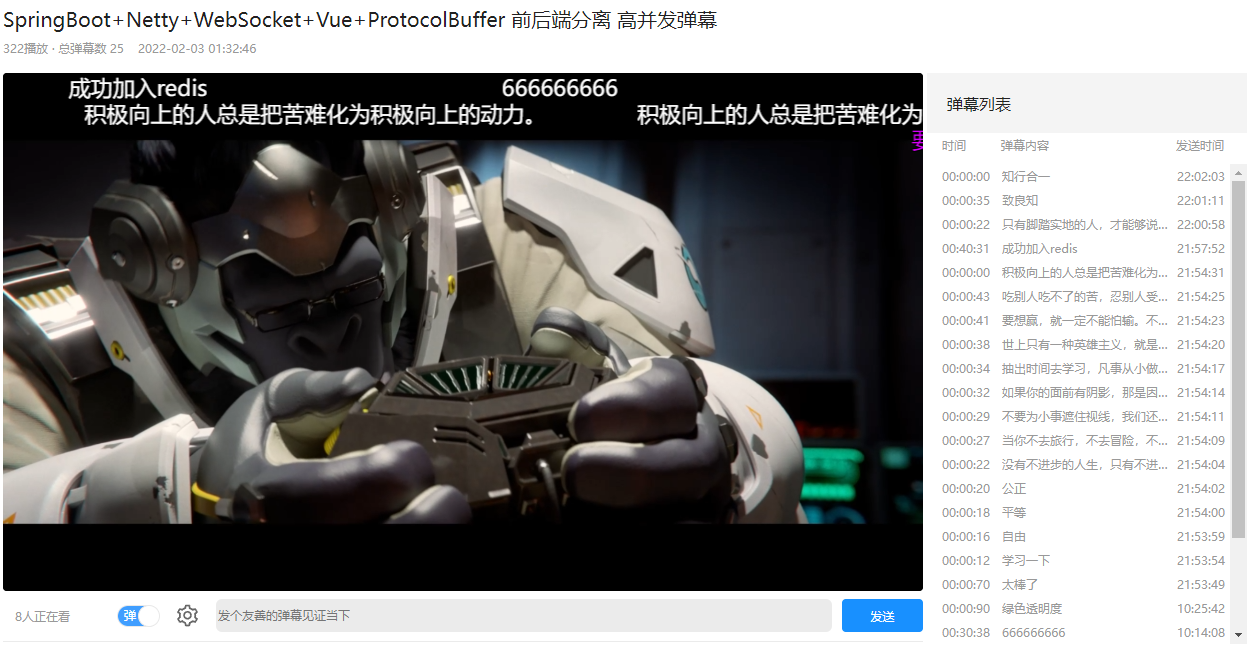 SpringBoot+Netty+WebSocket+Vue+ProtocolBuffer 前后端分离 高并发弹幕
322播放 · 总弹幕数 25 2022-02-03 01:32:46
成功加入redis 666666666
积极向上的人总是把苦难化为积极向上的动力。 积极向上的人总是把苦难化为
要
弹幕列表
时间 弹幕内容 发送时间
00:00:00 知行合一 22:02:03
00:00:35 致良知 22:01:11
00:00:22 只有脚踏实地的人，才能够说... 22:00:58
00:40:31 成功加入redis 21:57:52
00:00:00 积极向上的人总是把苦难化为... 21:54:31
00:00:43 吃别人吃不了的苦，忍别人受... 21:54:25
00:00:41 要想赢，就一定不能怕输。不... 21:54:23
00:00:38 世上只有一种英雄主义，就是... 21:54:20
00:00:34 抽出时间去学习，凡事从小做... 21:54:17
00:00:32 如果你的面前有阴影，那是因... 21:54:14
00:00:29 不要为小事遮住视线，我们还... 21:54:11
00:00:27 当你不去旅行，不去冒险，不... 21:54:09
00:00:22 没有不进步的人生，只有不进... 21:54:04
00:00:20 公正 21:54:02
00:00:18 平等 21:54:00
00:00:16 自由 21:53:59
00:00:12 学习一下 21:53:54
00:00:70 太棒了 21:53:49
00:00:90 绿色透明度 10:25:42
00:30:38 666666666 10:14:08
8人正在看 弹 发个友善的弹幕见证当下 发送